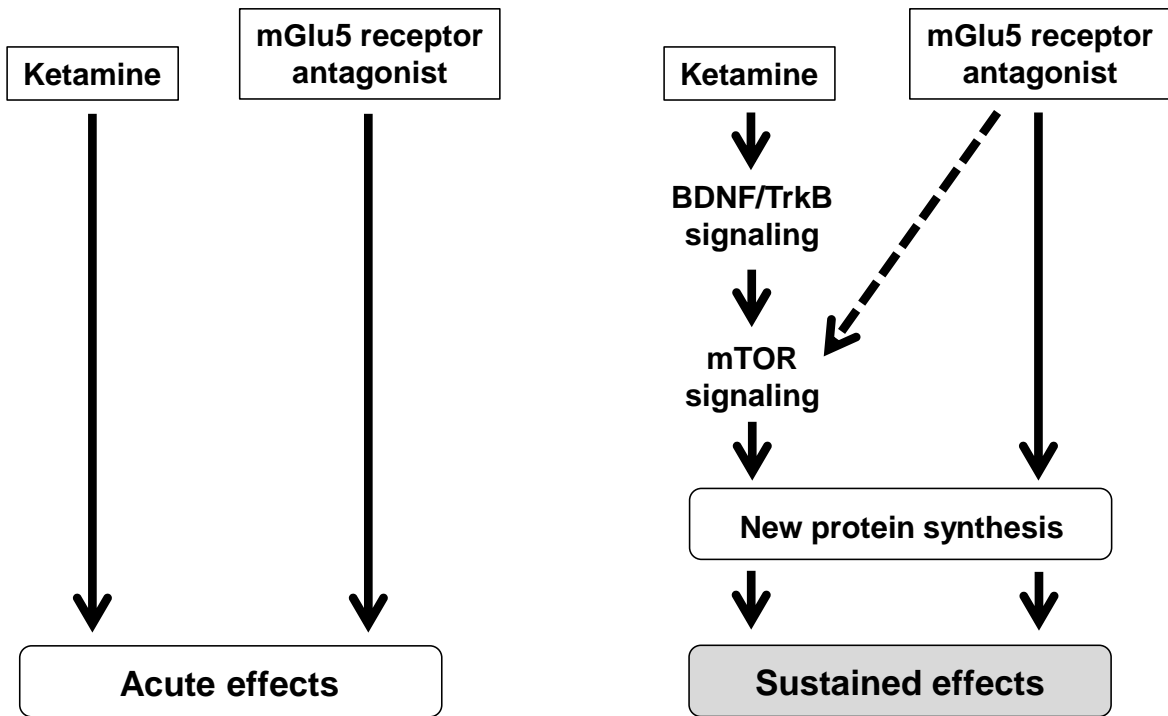 Ketamine
mGlu5 receptor
antagonist
Acute effects
Ketamine
mGlu5 receptor
antagonist
BDNF/TrkB
signaling
mTOR
signaling
New protein synthesis
Sustained effects